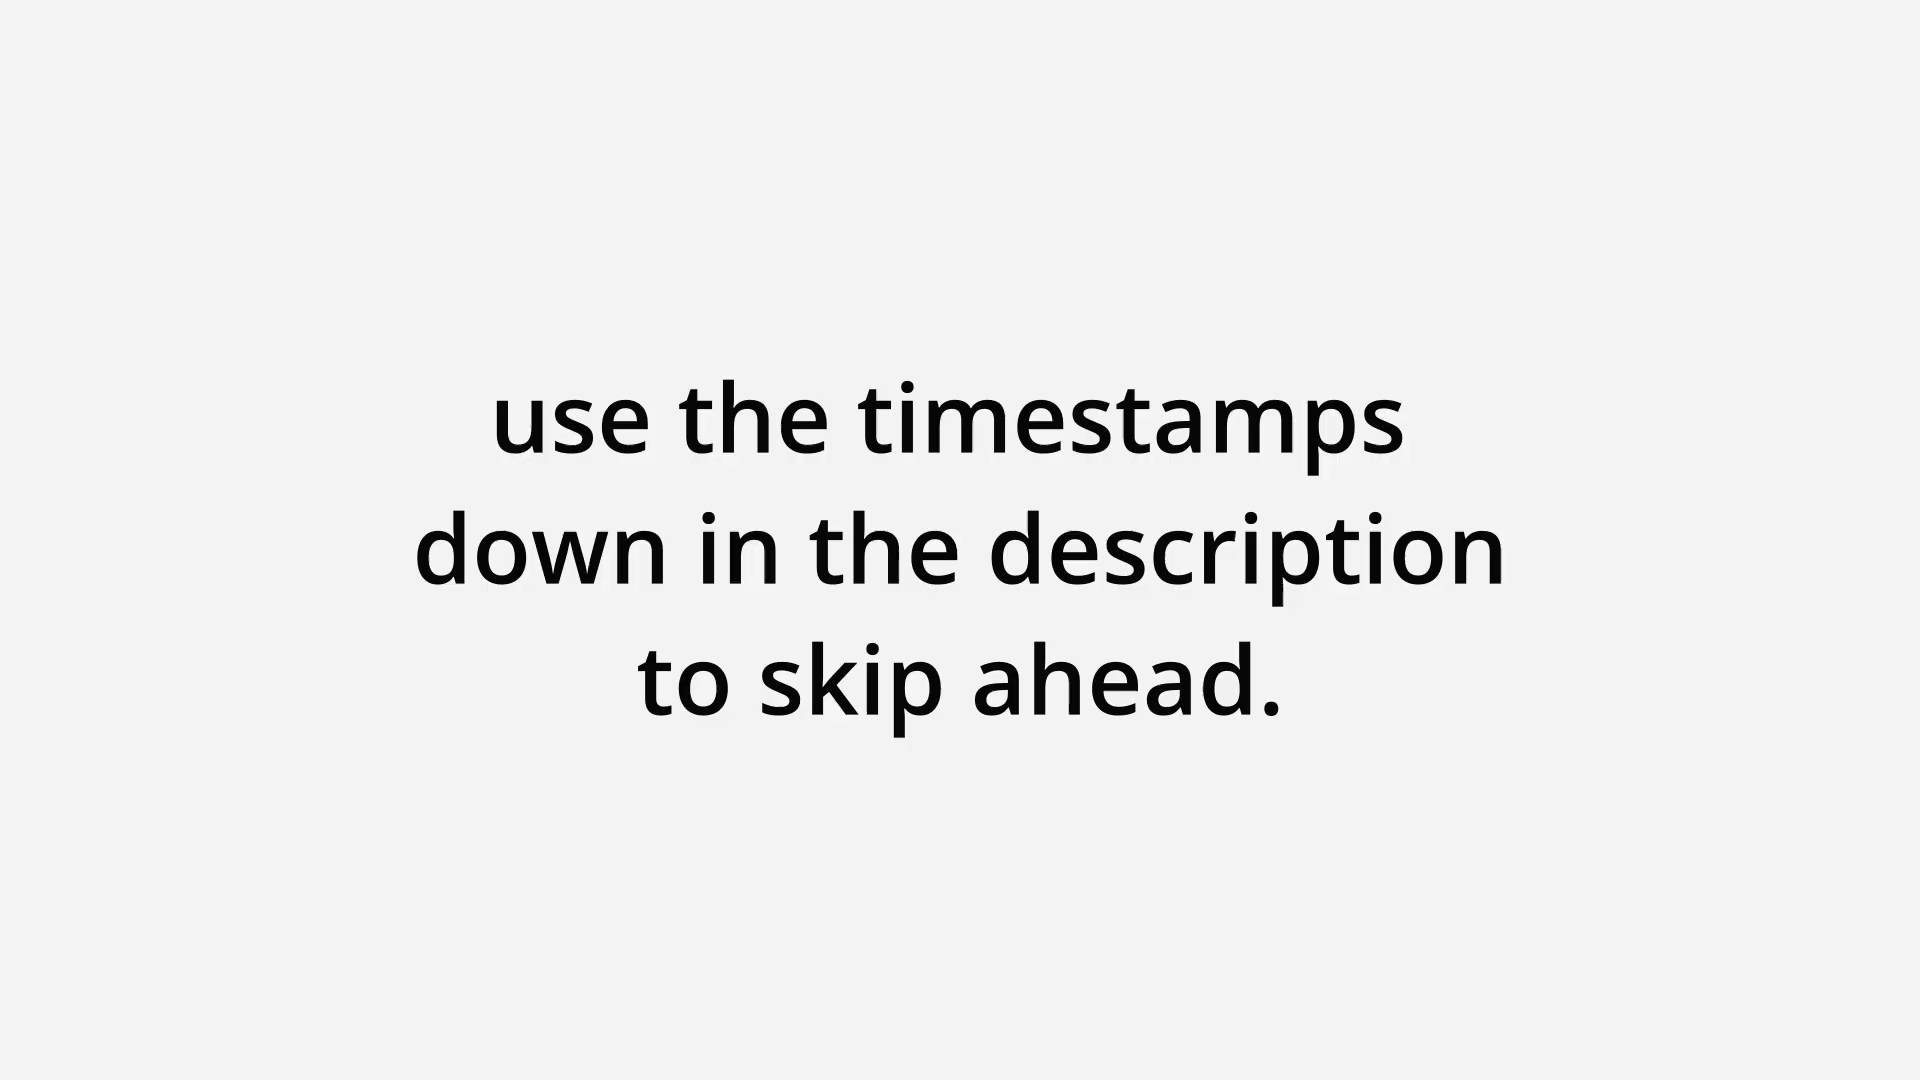 use the timestamps
down in the description
to skip ahead.